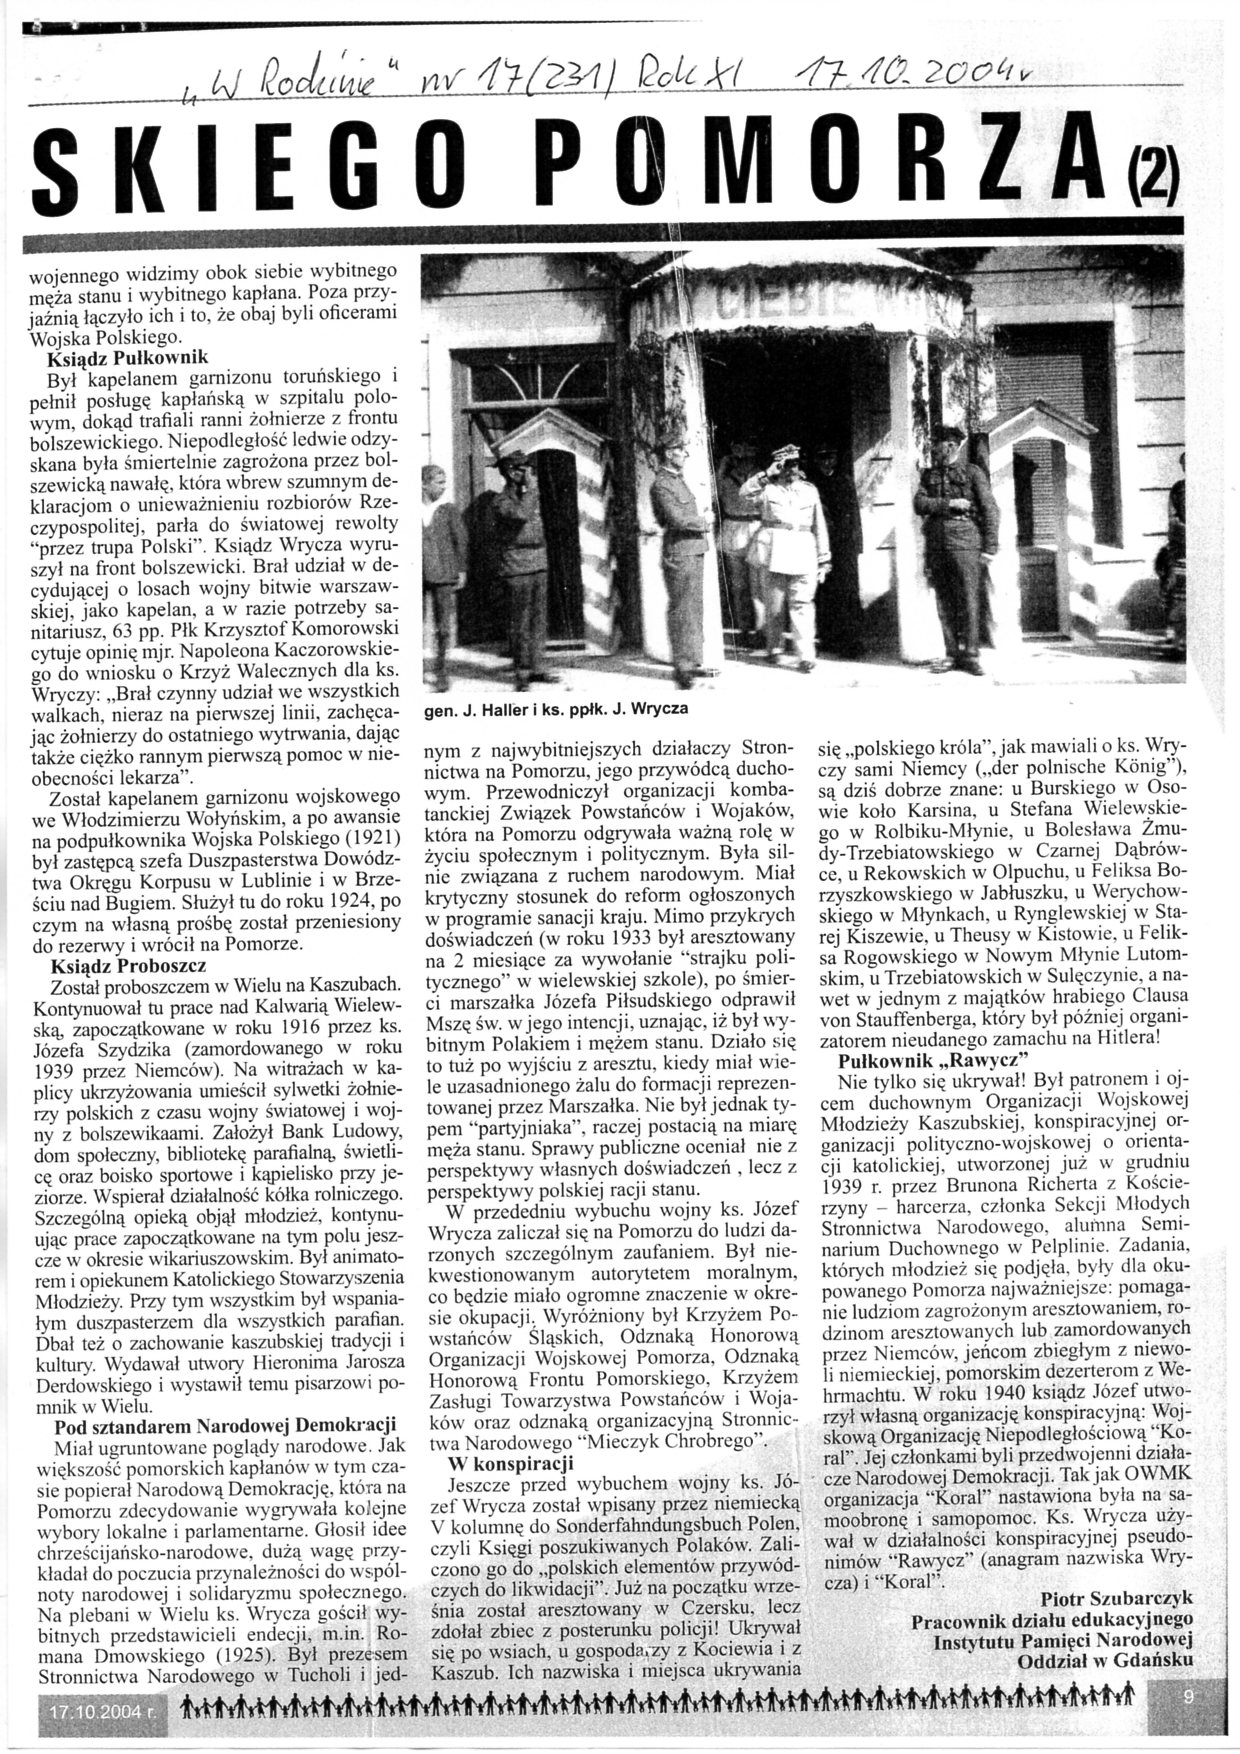 „W Rodzinie" nr 17(231) Rok XI 17.10.2004r
SKIEGO POMORZA (2)
wojennego widzimy obok siebie wybitnego
męża stanu i wybitnego kapłana. Poza przy-
jaźnią łączyło ich i to, że obaj byli oficerami
Wojska Polskiego.
Ksiądz Pułkownik
Był kapelanem garnizonu toruńskiego i
pełnił posługę kapłańską w szpitalu polo-
wym, dokąd trafiali ranni żołnierze z frontu
bolszewickiego. Niepodległość ledwie odzy-
skana była śmiertelnie zagrożona przez bol-
szewicką nawałę, która wbrew szumnym de-
klaracjom o unieważnieniu rozbiorów Rze-
czypospolitej, parła do światowej rewolty
“przez trupa Polski”. Ksiądz Wrycza wyru-
szył na front bolszewicki. Brał udział w de-
cydującej o losach wojny bitwie warszaw-
skiej, jako kapelan, a w razie potrzeby sa-
nitariusz, 63 pp. Płk Krzysztof Komorowski
cytuje opinię mjr. Napoleona Kaczorowskie-
go do wniosku o Krzyż Walecznych dla ks.
Wryczy: „Brał czynny udział we wszystkich
walkach, nieraz na pierwszej linii, zachęca-
jąc żołnierzy do ostatniego wytrwania, dając
także ciężko rannym pierwszą pomoc w nie-
obecności lekarza”.
Został kapelanem garnizonu wojskowego
we Włodzimierzu Wołyńskim, a po awansie
na podpułkownika Wojska Polskiego (1921)
był zastępcą szefa Duszpasterstwa Dowódz-
twa Okręgu Korpusu w Lublinie i w Brze-
ściu nad Bugiem. Służył tu do roku 1924, po
czym na własną prośbę został przeniesiony
do rezerwy i wrócił na Pomorze.
Ksiądz Proboszcz
Został proboszczem w Wielu na Kaszubach.
Kontynuował tu prace nad Kalwarią Wielew-
ską, zapoczątkowane w roku 1916 przez ks.
Józefa Szydzika (zamordowanego w roku
1939 przez Niemców). Na witrażach w ka-
plicy ukrzyżowania umieścił sylwetki żołnie-
rzy polskich z czasu wojny światowej i woj-
ny z bolszewikaami. Założył Bank Ludowy,
dom społeczny, bibliotekę parafialną, świetli-
cę oraz boisko sportowe i kąpielisko przy je-
ziorze. Wspierał działalność kółka rolniczego.
Szczególną opieką objął młodzież, kontynu-
ując prace zapoczątkowane na tym polu jesz-
cze w okresie wikariuszowskim. Był animato-
rem i opiekunem Katolickiego Stowarzyszenia
Młodzieży. Przy tym wszystkim był wspania-
łym duszpasterzem dla wszystkich parafian.
Dbał też o zachowanie kaszubskiej tradycji i
kultury. Wydawał utwory Hieronima Jarosza
Derdowskiego i wystawił temu pisarzowi po-
mnik w Wielu.
Pod sztandarem Narodowej Demokracji
Miał ugruntowane poglądy narodowe. Jak
większość pomorskich kapłanów w tym cza-
sie popierał Narodową Demokrację, która na
Pomorzu zdecydowanie wygrywała kolejne
wybory lokalne i parlamentarne. Głosił idee
chrześcijańsko-narodowe, dużą wagę przy-
kładał do poczucia przynależności do wspól-
noty narodowej i solidaryzmu społecznego.
Na plebani w Wielu ks. Wrycza gościł wy-
bitnych przedstawicieli endecji, m.in. Ro-
mana Dmowskiego (1925). Był prezesem
Stronnictwa Narodowego w Tucholi i jed-
CIEBIE
gen. J. Haller i ks. ppłk. J. Wrycza
nym z najwybitniejszych działaczy Stron-
nictwa na Pomorzu, jego przywódcą ducho-
wym. Przewodniczył organizacji komba-
tanckiej Związek Powstańców i Wojaków,
która na Pomorzu odgrywała ważną rolę w
życiu społecznym i politycznym. Była sil-
nie związana z ruchem narodowym. Miał
krytyczny stosunek do reform ogłoszonych
w programie sanacji kraju. Mimo przykrych
doświadczeń (w roku 1933 był aresztowany
na 2 miesiące za wywołanie “strajku poli-
tycznego” w wielewskiej szkole), po śmier-
ci marszałka Józefa Piłsudskiego odprawił
Mszę św. w jego intencji, uznając, iż był wy-
bitnym Polakiem i mężem stanu. Działo się
to tuż po wyjściu z aresztu, kiedy miał wie-
le uzasadnionego żalu do formacji reprezen-
towanej przez Marszałka. Nie był jednak ty-
pem “partyjniaka”, raczej postacią na miarę
męża stanu. Sprawy publiczne oceniał nie z
perspektywy własnych doświadczeń , lecz z
perspektywy polskiej racji stanu.
W przededniu wybuchu wojny ks. Józef
Wrycza zaliczał się na Pomorzu do ludzi da-
rzonych szczególnym zaufaniem. Był nie-
kwestionowanym autorytetem moralnym,
co będzie miało ogromne znaczenie w okre-
sie okupacji. Wyróżniony był Krzyżem Po-
wstańców Śląskich, Odznaką Honorową
Organizacji Wojskowej Pomorza, Odznaką
Honorową Frontu Pomorskiego, Krzyżem
Zasługi Towarzystwa Powstańców i Woja-
ków oraz odznaką organizacyjną Stronnic-
twa Narodowego “Mieczyk Chrobrego”.
W konspiracji
Jeszcze przed wybuchem wojny ks. Jó-
zef Wrycza został wpisany przez niemiecką
V kolumnę do Sonderfahndungsbuch Polen,
czyli Księgi poszukiwanych Polaków. Zali-
czono go do „polskich elementów przywód-
czych do likwidacji”. Już na początku wrze-
śnia został aresztowany w Czersku, lecz
zdołał zbiec z posterunku policji! Ukrywał
się po wsiach, u gospodarzy z Kociewia i z
Kaszub. Ich nazwiska i miejsca ukrywania
się „polskiego króla”, jak mawiali o ks. Wry-
czy sami Niemcy („der polnische König”),
są dziś dobrze znane: u Burskiego w Oso-
wie koło Karsina, u Stefana Wielewskie-
go w Rolbiku-Młynie, u Bolesława Żmu-
dy-Trzebiatowskiego w Czarnej Dąbrów-
ce, u Rekowskich w Olpuchu, u Feliksa Bo-
rzyszkowskiego w Jabłuszku, u Werychow-
skiego w Młynkach, u Rynglewskiej w Sta-
rej Kiszewie, u Theusy w Kistowie, u Felik-
sa Rogowskiego w Nowym Młynie Lutom-
skim, u Trzebiatowskich w Sulęczynie, a na-
wet w jednym z majątków hrabiego Clausa
von Stauffenberga, który był później organi-
zatorem nieudanego zamachu na Hitlera!
Pułkownik „Rawycz”
Nie tylko się ukrywał! Był patronem i oj-
cem duchownym Organizacji Wojskowej
Młodzieży Kaszubskiej, konspiracyjnej or-
ganizacji polityczno-wojskowej o orienta-
cji katolickiej, utworzonej już w grudniu
1939 r. przez Brunona Richerta z Koście-
rzyny – harcerza, członka Sekcji Młodych
Stronnictwa Narodowego, alumna Semi-
narium Duchownego w Pelplinie. Zadania,
których młodzież się podjęła, były dla oku-
powanego Pomorza najważniejsze: pomaga-
nie ludziom zagrożonym aresztowaniem, ro-
dzinom aresztowanych lub zamordowanych
przez Niemców, jeńcom zbiegłym z niewo-
li niemieckiej, pomorskim dezerterom z We-
hrmachtu. W roku 1940 ksiądz Józef utwo-
rzył własną organizację konspiracyjną: Woj-
skową Organizację Niepodległościową “Ko-
ral”. Jej członkami byli przedwojenni działa-
cze Narodowej Demokracji. Tak jak OWMK
organizacja “Koral” nastawiona była na sa-
moobronę i samopomoc. Ks. Wrycza uży-
wał w działalności konspiracyjnej pseudo-
nimów “Rawycz” (anagram nazwiska Wry-
cza) i “Koral”.
Piotr Szubarczyk
Pracownik działu edukacyjnego
Instytutu Pamięci Narodowej
Oddział w Gdańsku
17.10.2004 r.
9